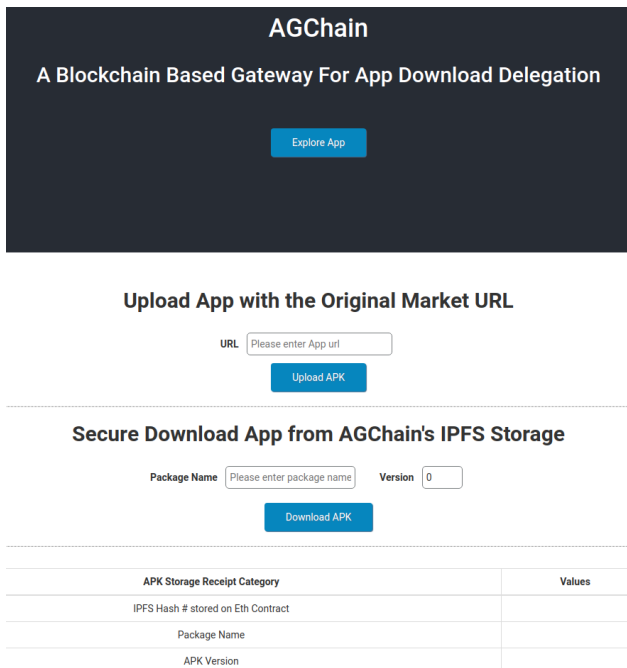 AGChain
A Blockchain Based Gateway For App Download Delegation
Explore App
Upload App with the Original Market URL
URL Please enter App url
Upload APK
Secure Download App from AGChain's IPFS Storage
Package Name Please enter package name Version 0
Download APK
APK Storage Receipt Category Values
IPFS Hash # stored on Eth Contract
Package Name
APK Version